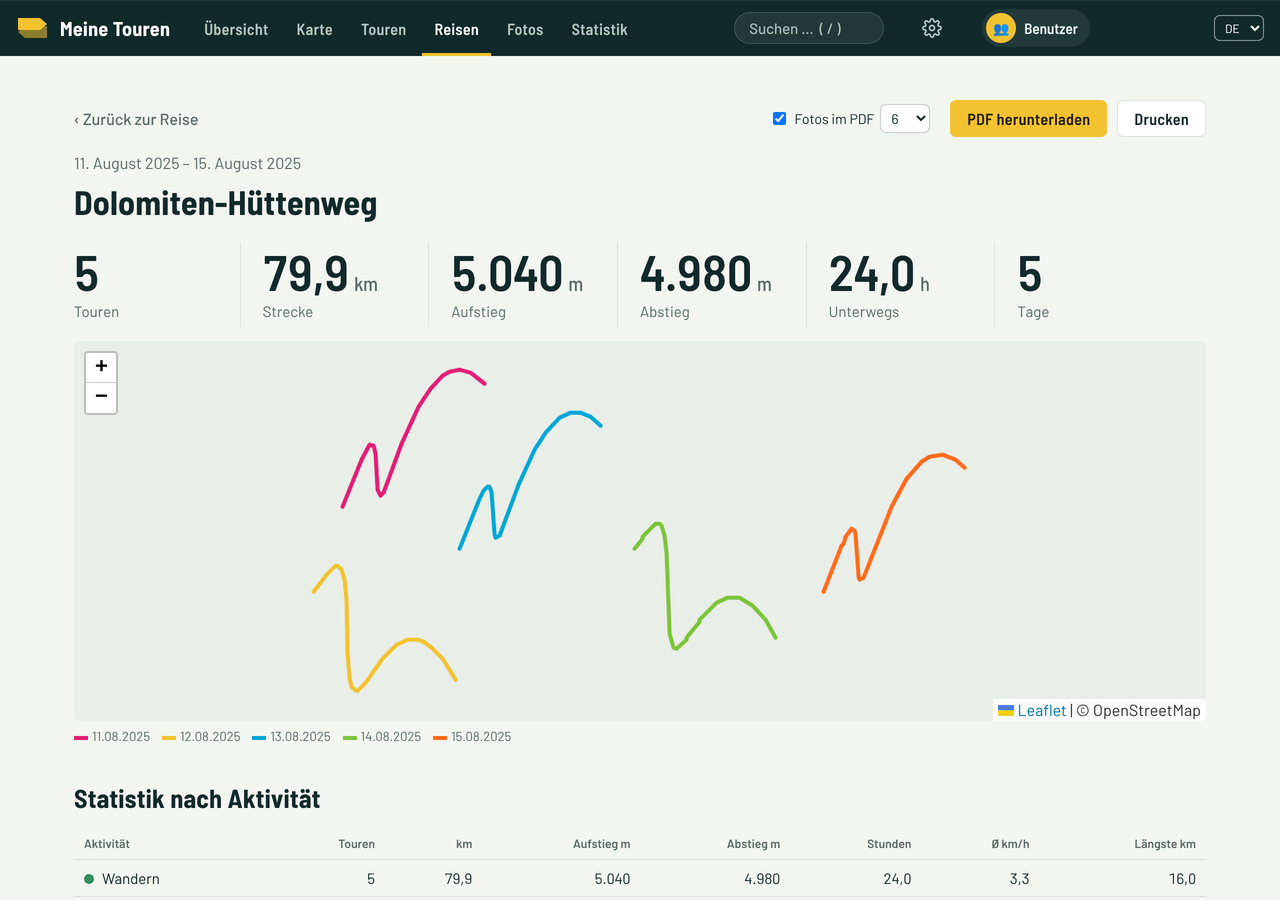 Meine Touren Übersicht Karte Touren Reisen Fotos Statistik Suchen … ( / ) Benutzer DE
‹ Zurück zur Reise Fotos im PDF 6 PDF herunterladen Drucken
11. August 2025 – 15. August 2025
Dolomiten-Hüttenweg
5 79,9 km 5.040 m 4.980 m 24,0 h 5
Touren Strecke Aufstieg Abstieg Unterwegs Tage
+
−
Leaflet | © OpenStreetMap
11.08.2025 12.08.2025 13.08.2025 14.08.2025 15.08.2025
Statistik nach Aktivität
Aktivität Touren km Aufstieg m Abstieg m Stunden Ø km/h Längste km
Wandern 5 79,9 5.040 4.980 24,0 3,3 16,0